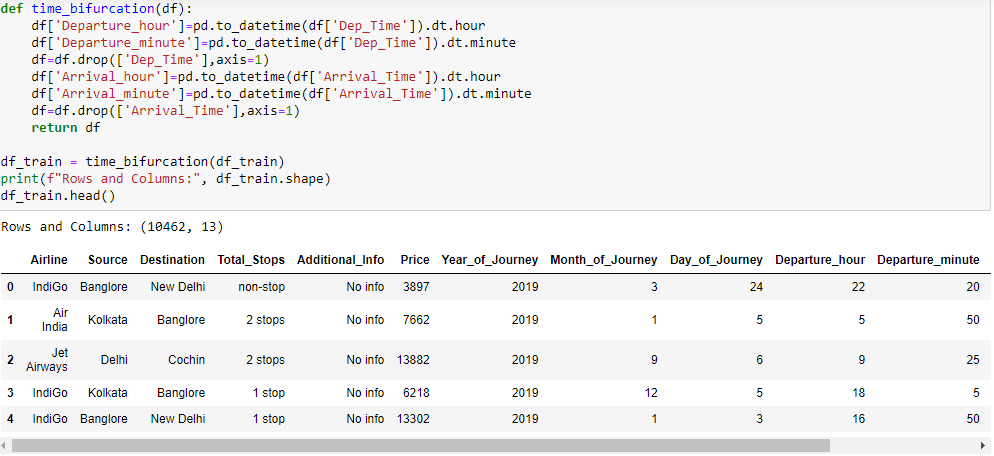 def time_bifurcation(df):
    df['Departure_hour']=pd.to_datetime(df['Dep_Time']).dt.hour
    df['Departure_minute']=pd.to_datetime(df['Dep_Time']).dt.minute
    df=df.drop(['Dep_Time'],axis=1)
    df['Arrival_hour']=pd.to_datetime(df['Arrival_Time']).dt.hour
    df['Arrival_minute']=pd.to_datetime(df['Arrival_Time']).dt.minute
    df=df.drop(['Arrival_Time'],axis=1)
    return df
df_train = time_bifurcation(df_train)
print(f"Rows and Columns:", df_train.shape)
df_train.head()
Rows and Columns: (10462, 13)
Airline Source Destination Total_Stops Additional_Info Price Year_of_Journey Month_of_Journey Day_of_Journey Departure_hour Departure_minute
0 IndiGo Banglore New Delhi non-stop No info 3897 2019 3 24 22 20
1 Air India Kolkata Banglore 2 stops No info 7662 2019 1 5 5 50
2 Jet Airways Delhi Cochin 2 stops No info 13882 2019 9 6 9 25
3 IndiGo Kolkata Banglore 1 stop No info 6218 2019 12 5 18 5
4 IndiGo Banglore New Delhi 1 stop No info 13302 2019 1 3 16 50